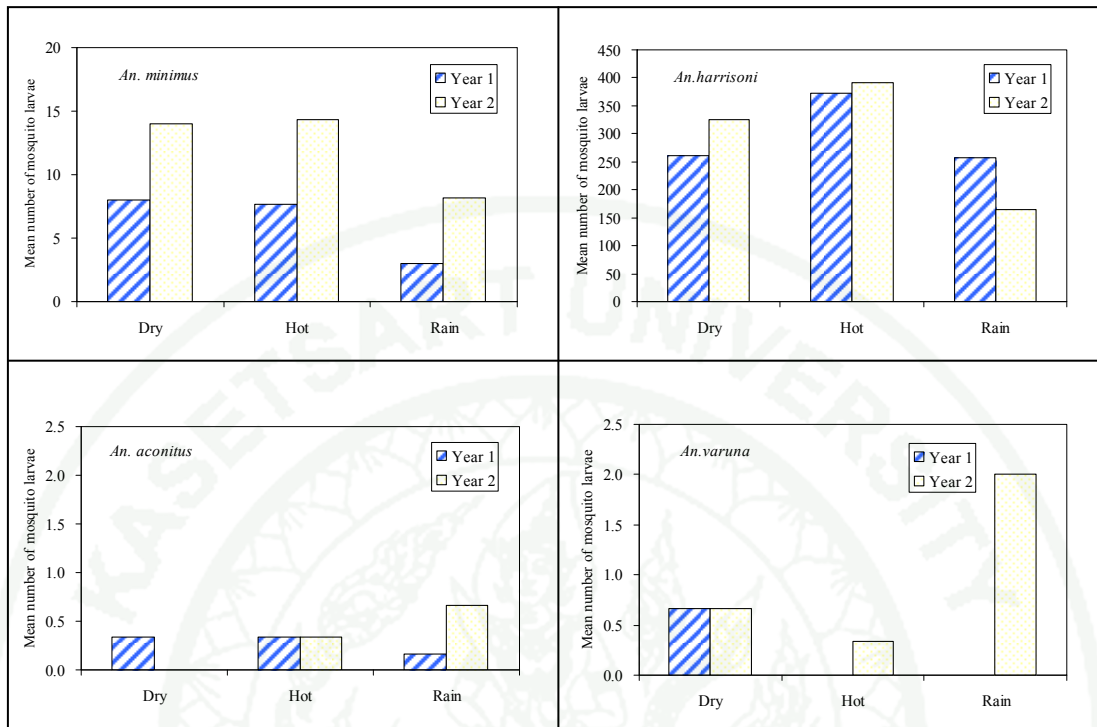 An. minimus
Year 1
Year 2
Mean number of mosquito larvae
20
15
10
5
0
Dry Hot Rain
An.harrisoni
Year 1
Year 2
Mean number of mosquito larvae
450
400
350
300
250
200
150
100
50
0
Dry Hot Rain
An. aconitus
Year 1
Year 2
Mean number of mosquito larvae
2.5
2.0
1.5
1.0
0.5
0.0
Dry Hot Rain
An.varuna
Year 1
Year 2
Mean number of mosquito larvae
2.5
2.0
1.5
1.0
0.5
0.0
Dry Hot Rain
KASETSART UNIVERSITY